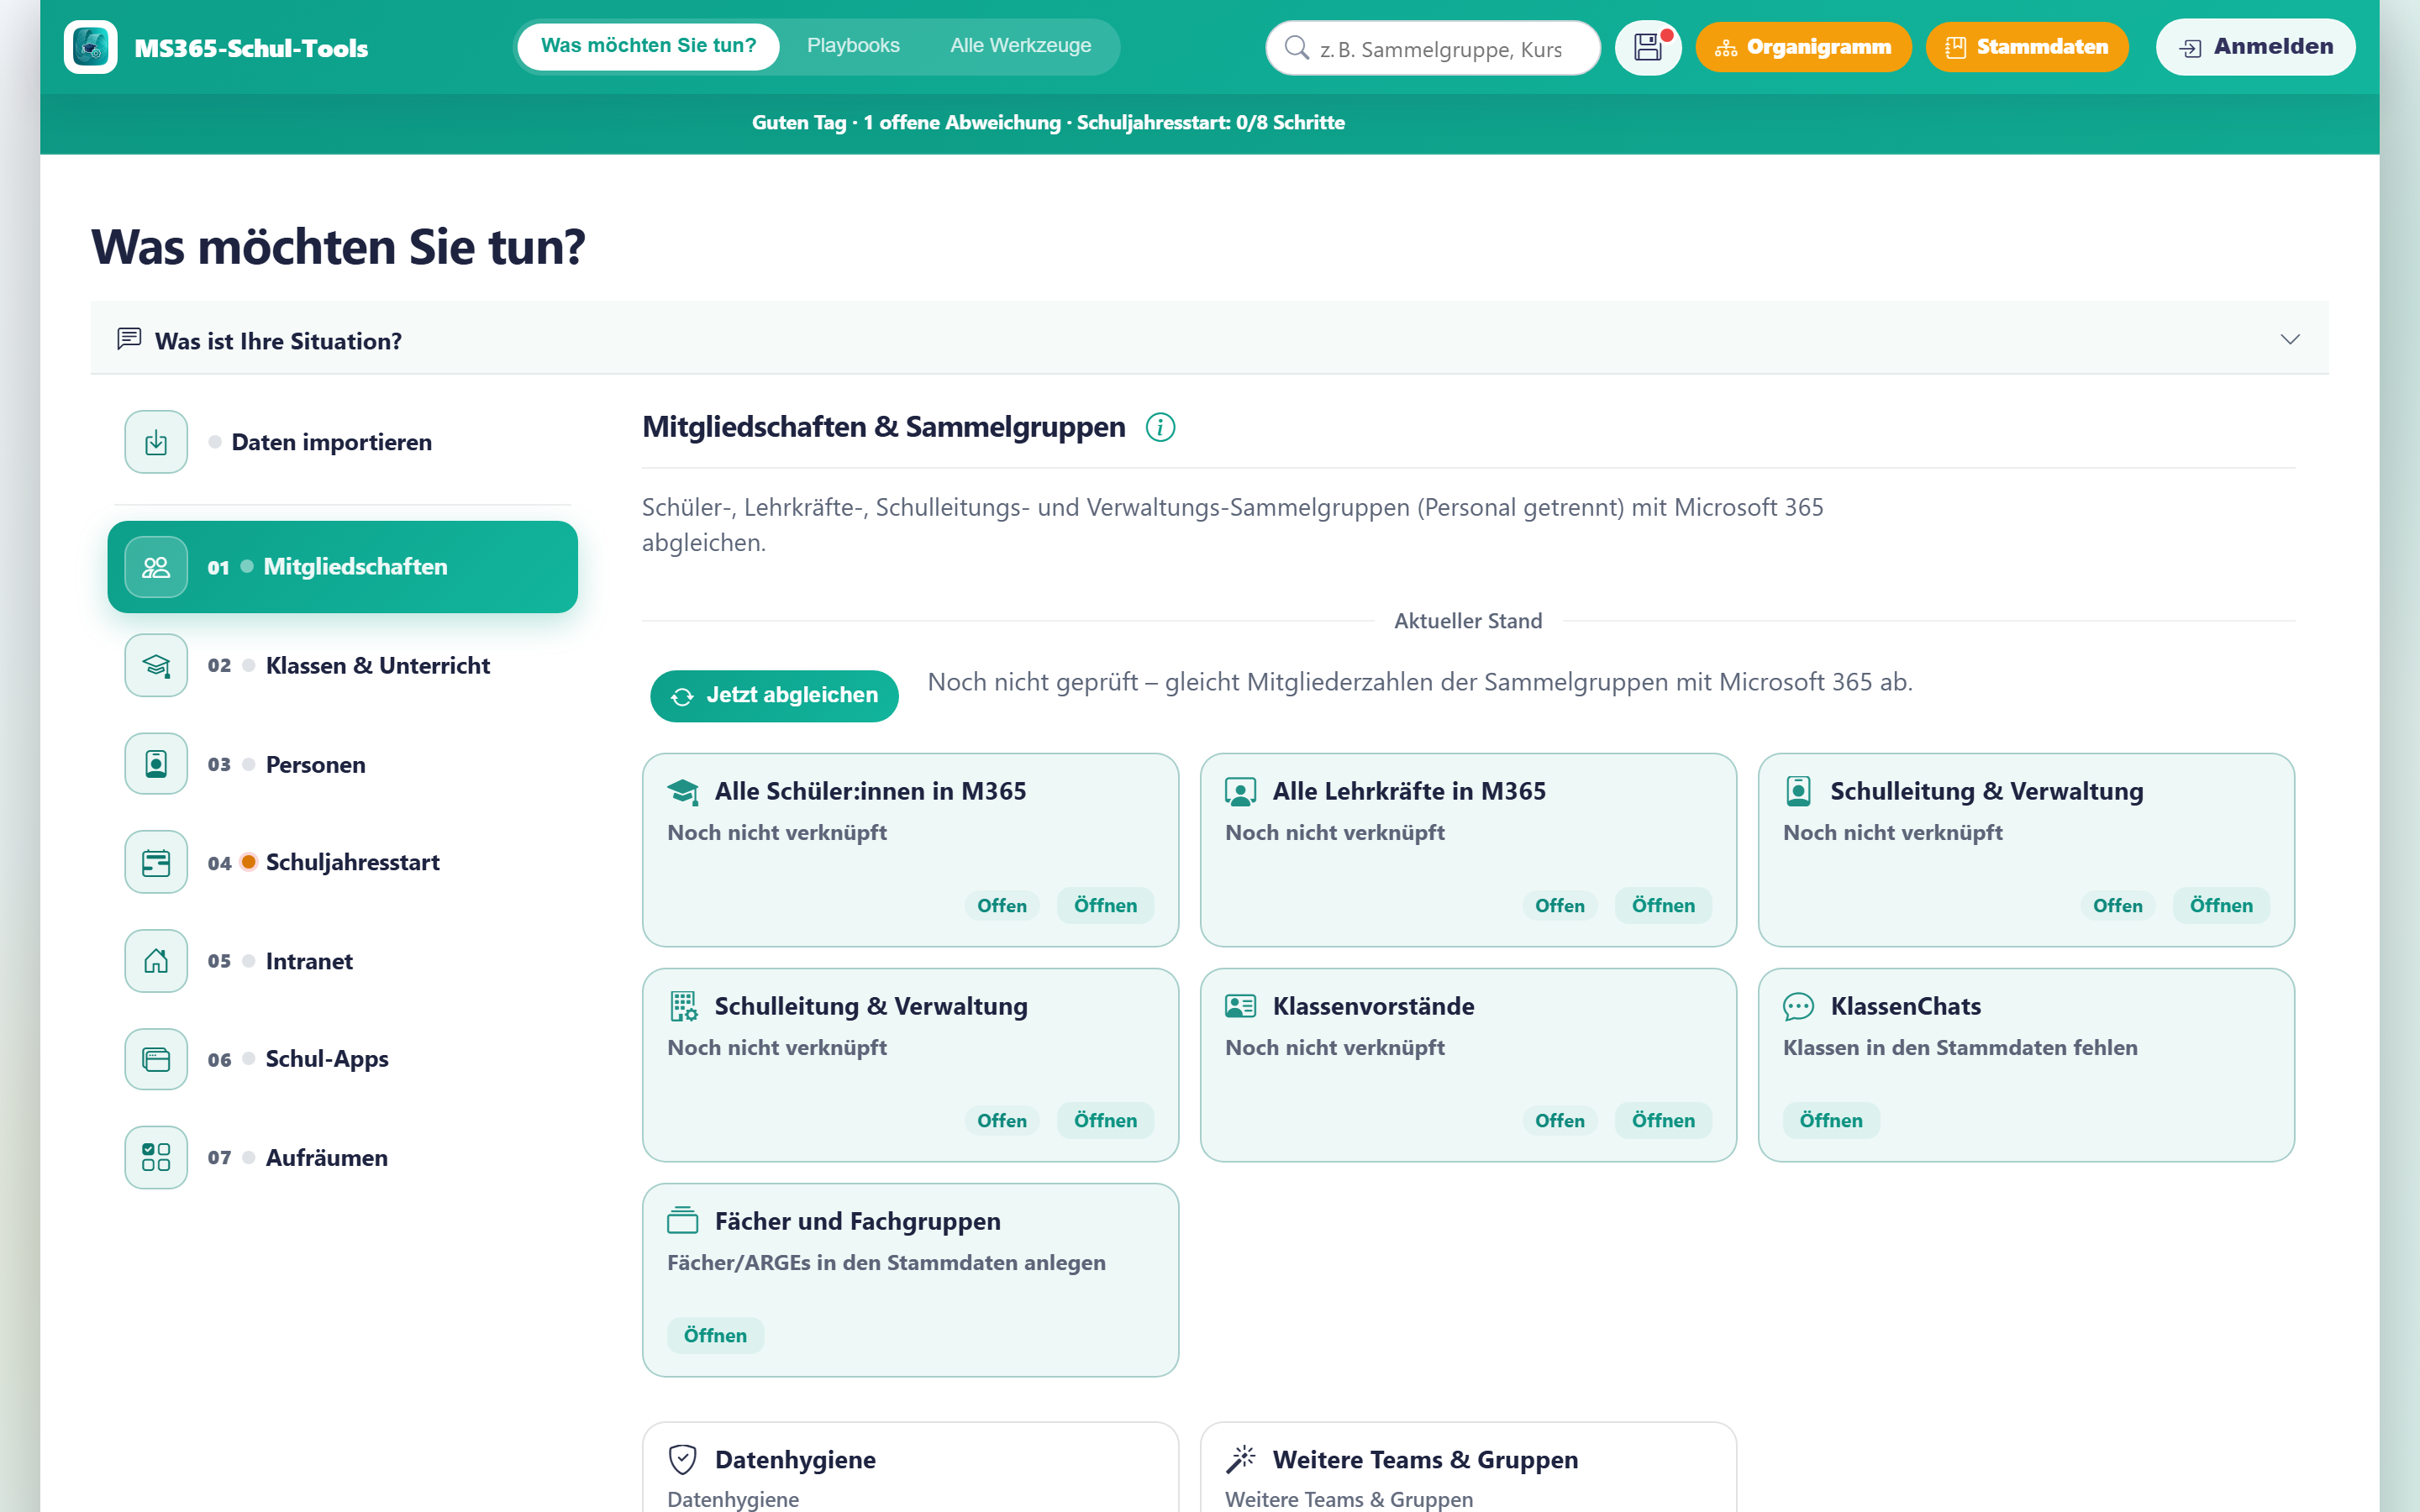 MS365-Schul-Tools
Was möchten Sie tun?
Playbooks
Alle Werkzeuge
z. B. Sammelgruppe, Kurs
Organigramm
Stammdaten
Anmelden
Guten Tag · 1 offene Abweichung · Schuljahresstart: 0/8 Schritte
Was möchten Sie tun?
Was ist Ihre Situation?
Daten importieren
01 Mitgliedschaften
02 Klassen & Unterricht
03 Personen
04 Schuljahresstart
05 Intranet
06 Schul-Apps
07 Aufräumen
Mitgliedschaften & Sammelgruppen i
Schüler-, Lehrkräfte-, Schulleitungs- und Verwaltungs-Sammelgruppen (Personal getrennt) mit Microsoft 365
abgleichen.
Aktueller Stand
Jetzt abgleichen
Noch nicht geprüft – gleicht Mitgliederzahlen der Sammelgruppen mit Microsoft 365 ab.
Alle Schüler:innen in M365
Noch nicht verknüpft
Offen Öffnen
Alle Lehrkräfte in M365
Noch nicht verknüpft
Offen Öffnen
Schulleitung & Verwaltung
Noch nicht verknüpft
Offen Öffnen
Schulleitung & Verwaltung
Noch nicht verknüpft
Offen Öffnen
Klassenvorstände
Noch nicht verknüpft
Offen Öffnen
KlassenChats
Klassen in den Stammdaten fehlen
Öffnen
Fächer und Fachgruppen
Fächer/ARGEs in den Stammdaten anlegen
Öffnen
Datenhygiene
Datenhygiene
Weitere Teams & Gruppen
Weitere Teams & Gruppen